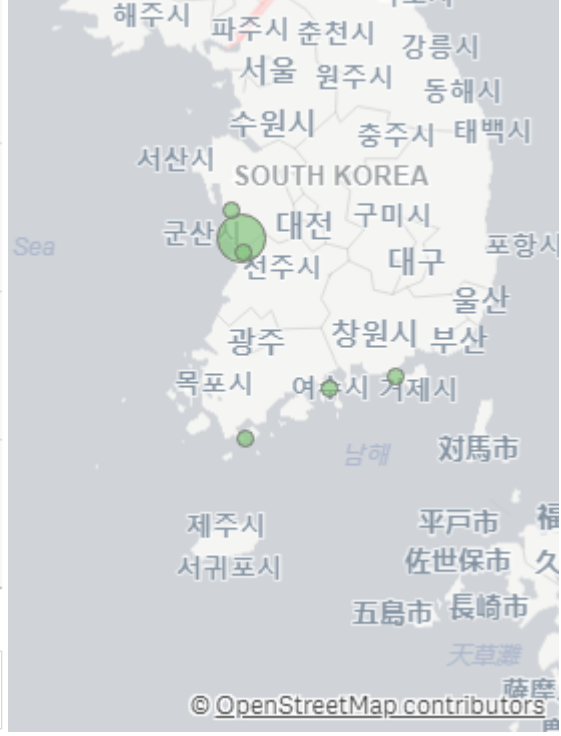 해주시
파주시 춘천시
강릉시
서울 원주시
동해시
수원시
충주시 태백시
서산시
SOUTH KOREA
구미시
대전
군산시
Sea
포항시
대구
전주시
울산
창원시
부산
광주
목포시 여수시 거제시
남해
対馬市
제주시
平戸市
福
서귀포시
佐世保市
久
五島市
長崎市
天草灘
薩摩
© OpenStreetMap contributors